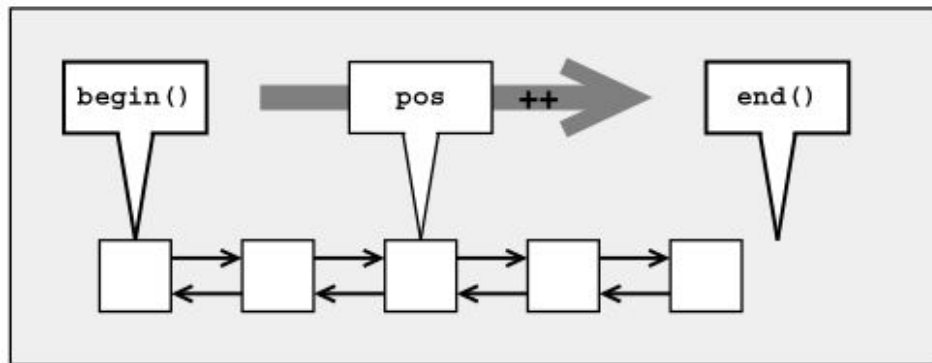 begin()
pos
++
end()